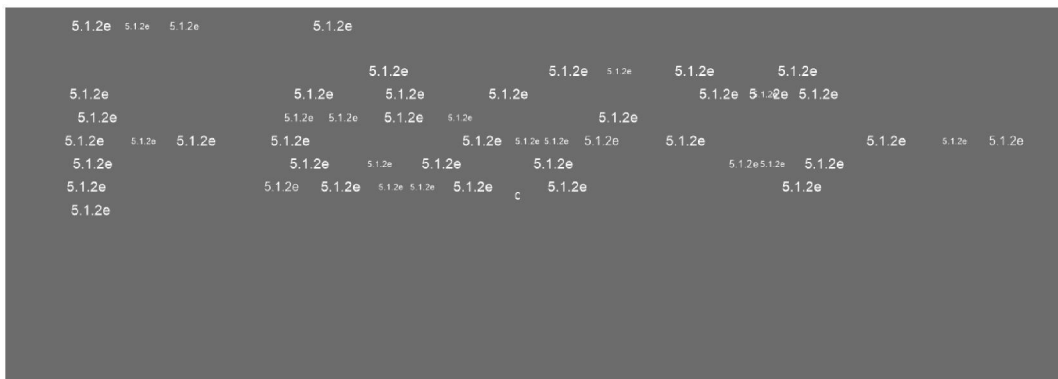 5.1.2e 5.1.2e 5.1.2e 5.1.2e
5.1.2e 5.1.2e 5.1.2e 5.1.2e 5.1.2e
5.1.2e 5.1.2e 5.1.2e 5.1.2e 5.1.2e 5.1.2e 5.1.2e 5.1.2e
5.1.2e 5.1.2e 5.1.2e 5.1.2e 5.1.2e 5.1.2e
5.1.2e 5.1.2e 5.1.2e 5.1.2e 5.1.2e 5.1.2e 5.1.2e 5.1.2e 5.1.2e 5.1.2e 5.1.2e 5.1.2e
5.1.2e 5.1.2e 5.1.2e 5.1.2e 5.1.2e 5.1.2e 5.1.2e 5.1.2e
5.1.2e 5.1.2e 5.1.2e 5.1.2e 5.1.2e 5.1.2e 5.1.2e 5.1.2e
c
5.1.2e